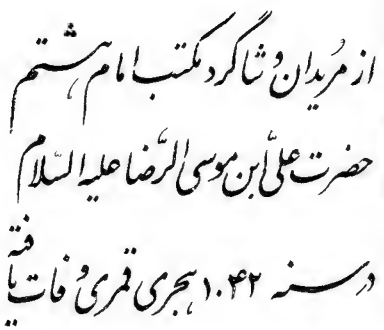 از مُریدان و شاگرد مکتب امام هشتم
حضرت علیّ ابن موسی الرّضا علیه السّلام
در سنه ۱۰۴۲ هجری قمری وفات یافته